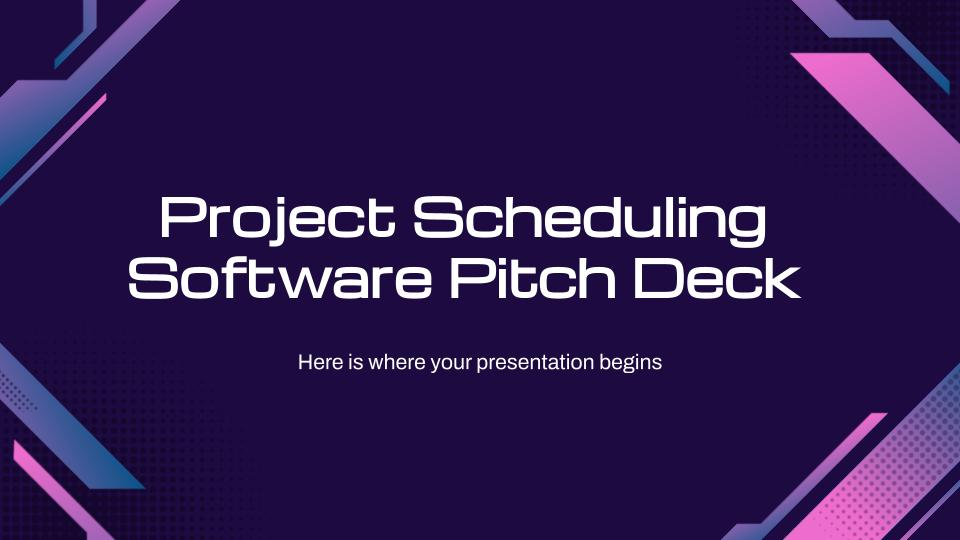 Project Scheduling
Software Pitch Deck
Here is where your presentation begins